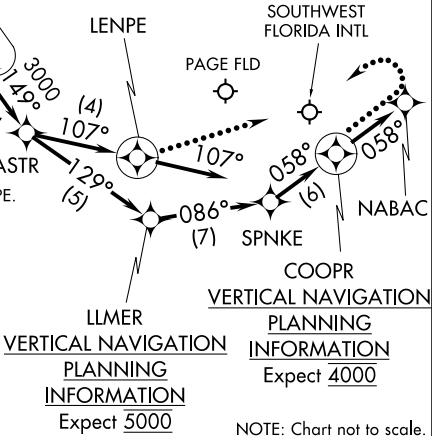 LENPE
SOUTHWEST
FLORIDA INTL
PAGE FLD
3000
149°
(4)
107°
107°
ASTR
129°
(5)
PE.
086°
(7)
SPNKE
058°
(6)
058°
NABAC
COOPR
VERTICAL NAVIGATION
PLANNING
INFORMATION
Expect 4000
LLMER
VERTICAL NAVIGATION
PLANNING
INFORMATION
Expect 5000
NOTE: Chart not to scale.